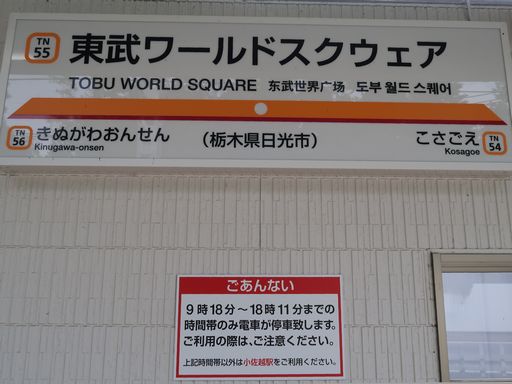 TN 55 東武ワールドスクウェア
TOBU WORLD SQUARE 东武世界广场 도부 월드 스퀘어
TN 56 きぬがわおんせん (栃木県日光市) こさごえ TN 54
Kinugawa-onsen Kosagoe
ごあんない
9時18分～18時11分までの
時間帯のみ電車が停車致します。
ご利用の際は、ご注意ください。
上記時間帯以外は小佐越駅をご利用ください。